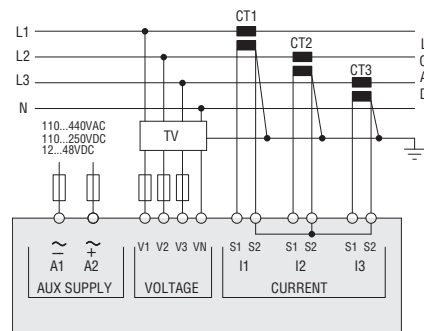 CT1
L1
CT2
L2
L
O
A
D
CT3
L3
N
110...440VAC
110...250VDC
12...48VDC
TV
V1 V2 V3 VN S1 S2 S1 S2 S1 S2
A1 A2 I1 I2 I3
AUX SUPPLY VOLTAGE CURRENT